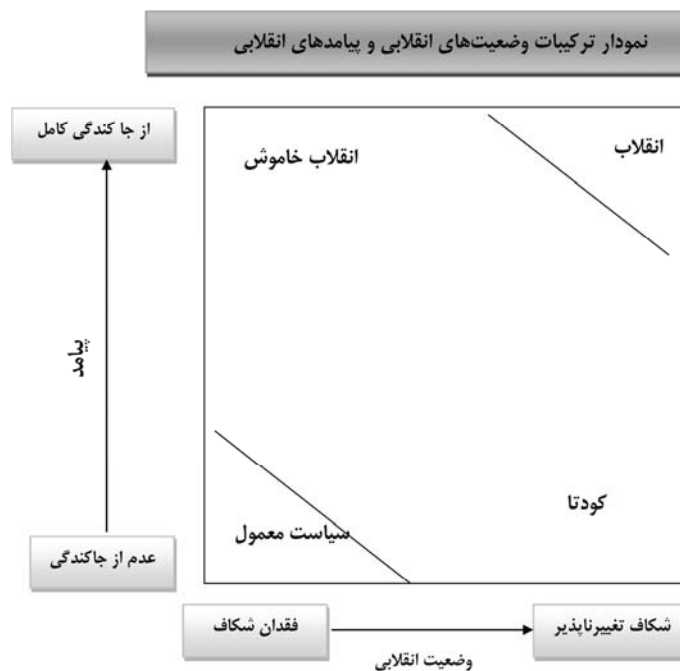 نمودار ترکیبات وضعیت‌های انقلابی و پیامدهای انقلابی
از جا کندگی کامل
انقلاب
انقلاب خاموش
پیامد
کودتا
سیاست معمول
عدم از جاکندگی
شکاف تغییرناپذیر
فقدان شکاف
وضعیت انقلابی